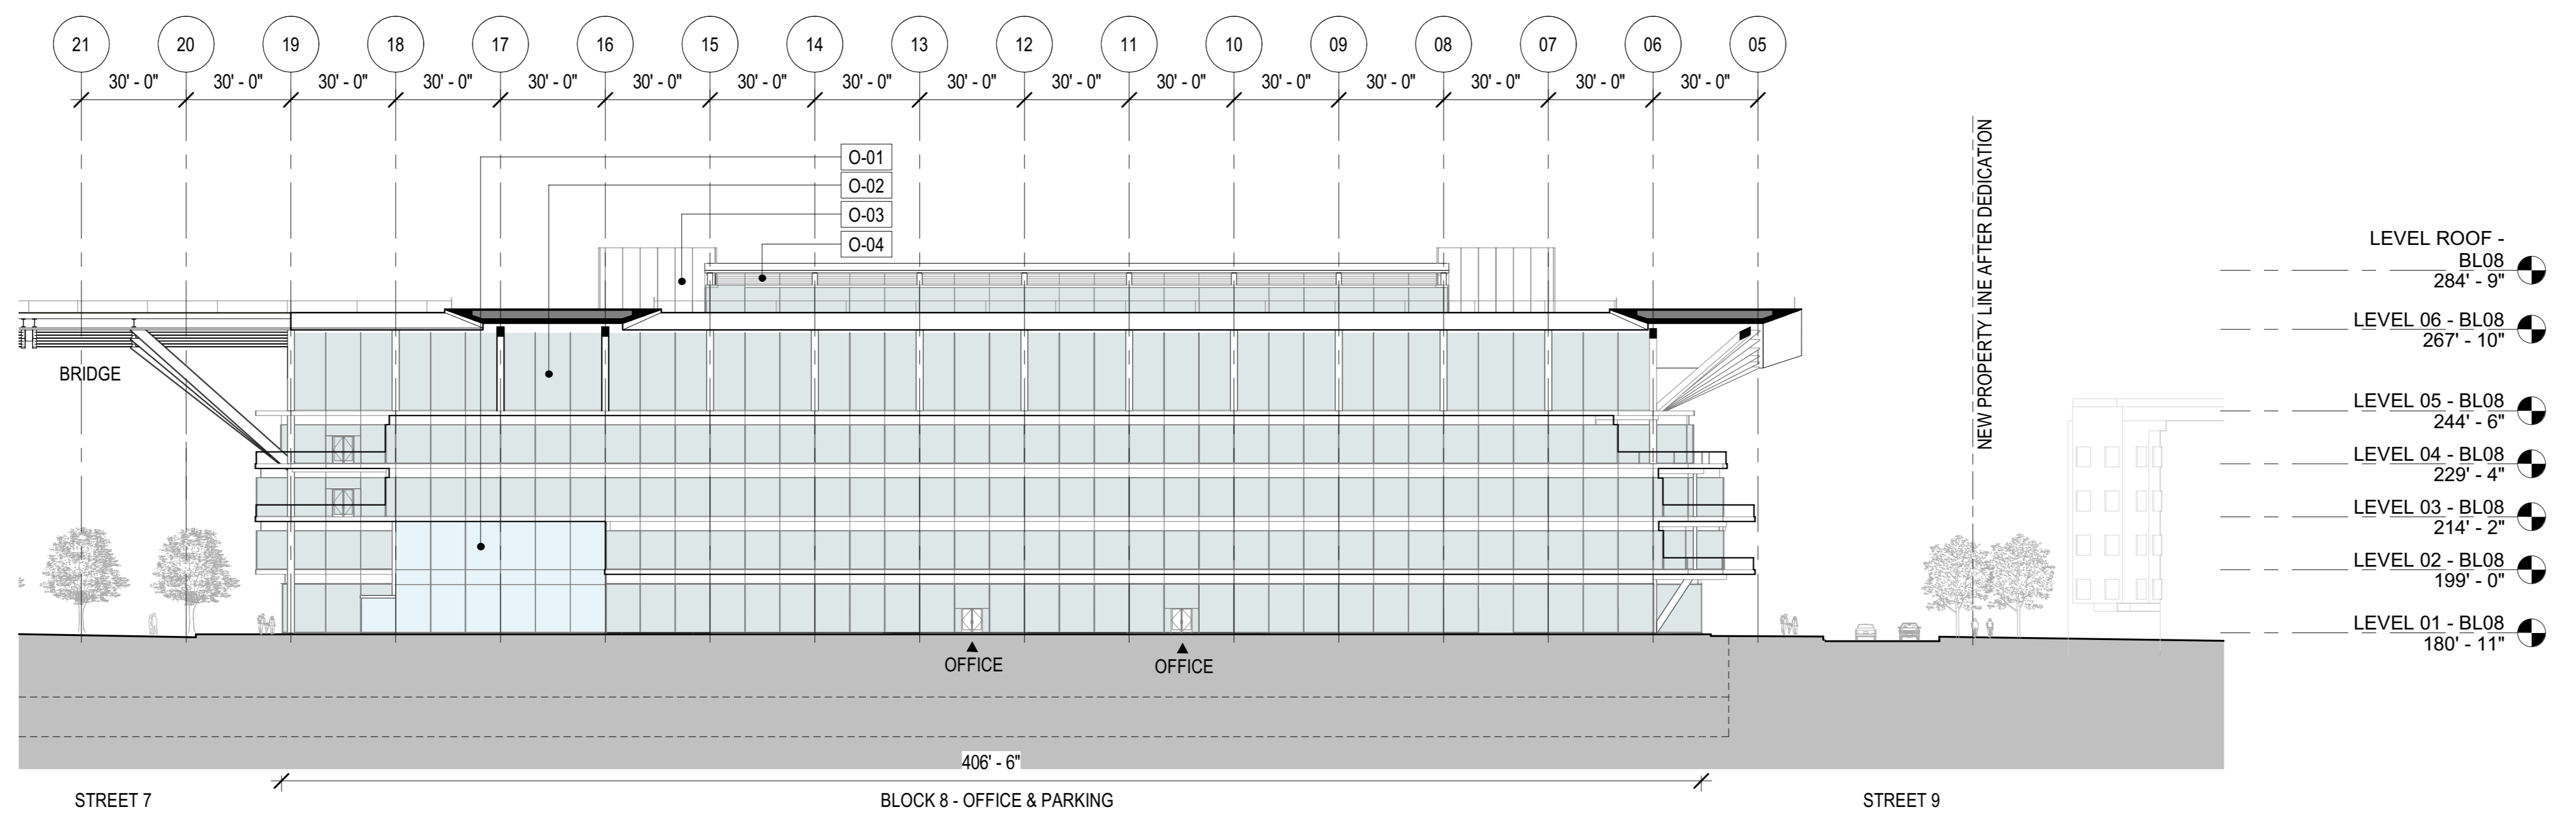 21 20 19 18 17 16 15 14 13 12 11 10 09 08 07 06 05
30' - 0" 30' - 0" 30' - 0" 30' - 0" 30' - 0" 30' - 0" 30' - 0" 30' - 0" 30' - 0" 30' - 0" 30' - 0" 30' - 0" 30' - 0" 30' - 0" 30' - 0" 30' - 0"
O-01
O-02
O-03
O-04
NEW PROPERTY LINE AFTER DEDICATION
LEVEL ROOF -
BL08
284' - 9"
LEVEL 06 - BL08
267' - 10"
LEVEL 05 - BL08
244' - 6"
LEVEL 04 - BL08
229' - 4"
LEVEL 03 - BL08
214' - 2"
LEVEL 02 - BL08
199' - 0"
LEVEL 01 - BL08
180' - 11"
BRIDGE
OFFICE OFFICE
406' - 6"
STREET 7 BLOCK 8 - OFFICE & PARKING STREET 9